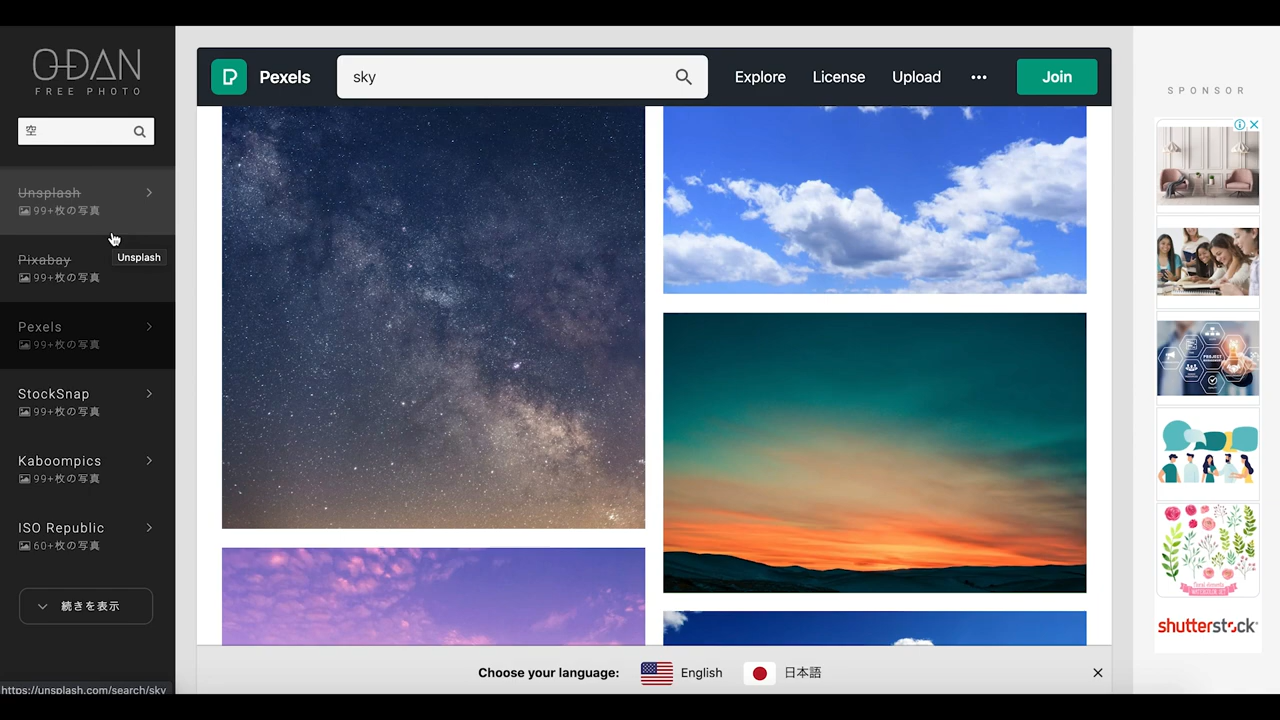 O-DAN
FREE PHOTO
空
Unsplash
99+枚の写真
Unsplash
Pixabay
99+枚の写真
Pexels
99+枚の写真
StockSnap
99+枚の写真
Kaboompics
99+枚の写真
ISO Republic
60+枚の写真
続きを表示
https://unsplash.com/search/sky
Pexels
sky
Explore
License
Upload
Join
Choose your language:
English
日本語
SPONSOR
shutterstock